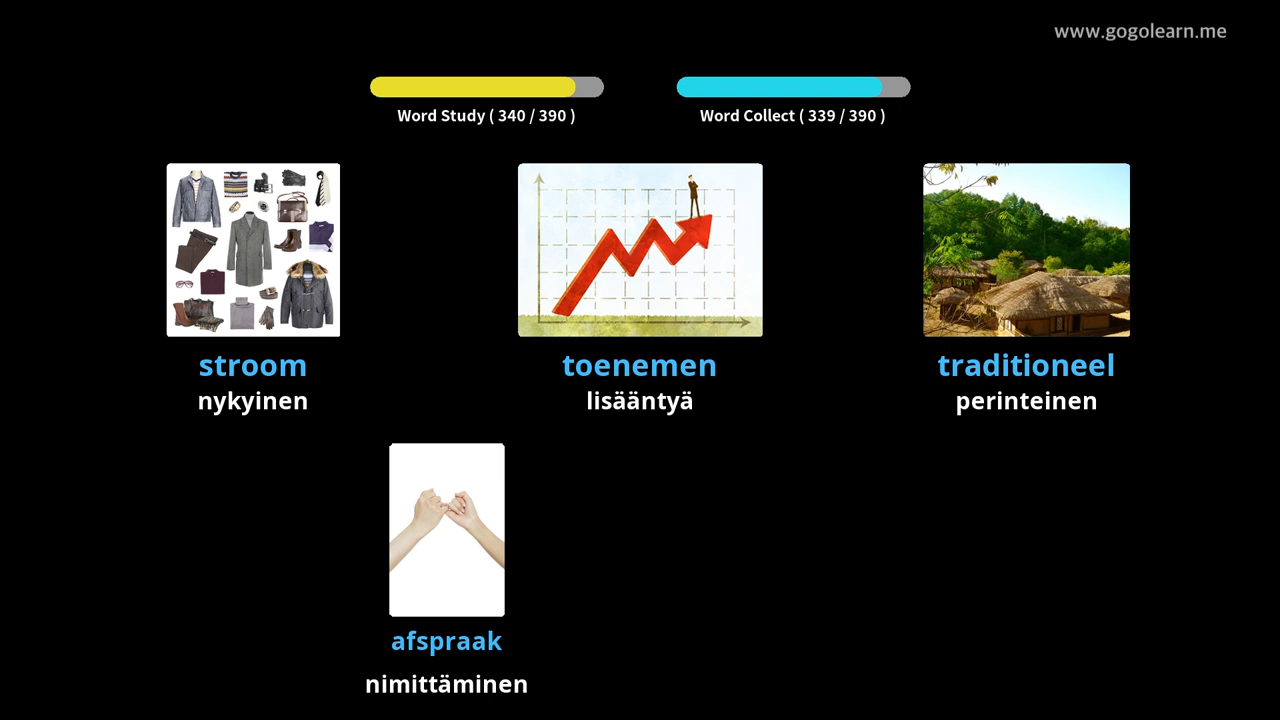 www.gogolearn.me
Word Study ( 340 / 390 )
Word Collect ( 339 / 390 )
stroom
nykyinen
toenemen
lisääntyä
traditioneel
perinteinen
afspraak
nimittäminen